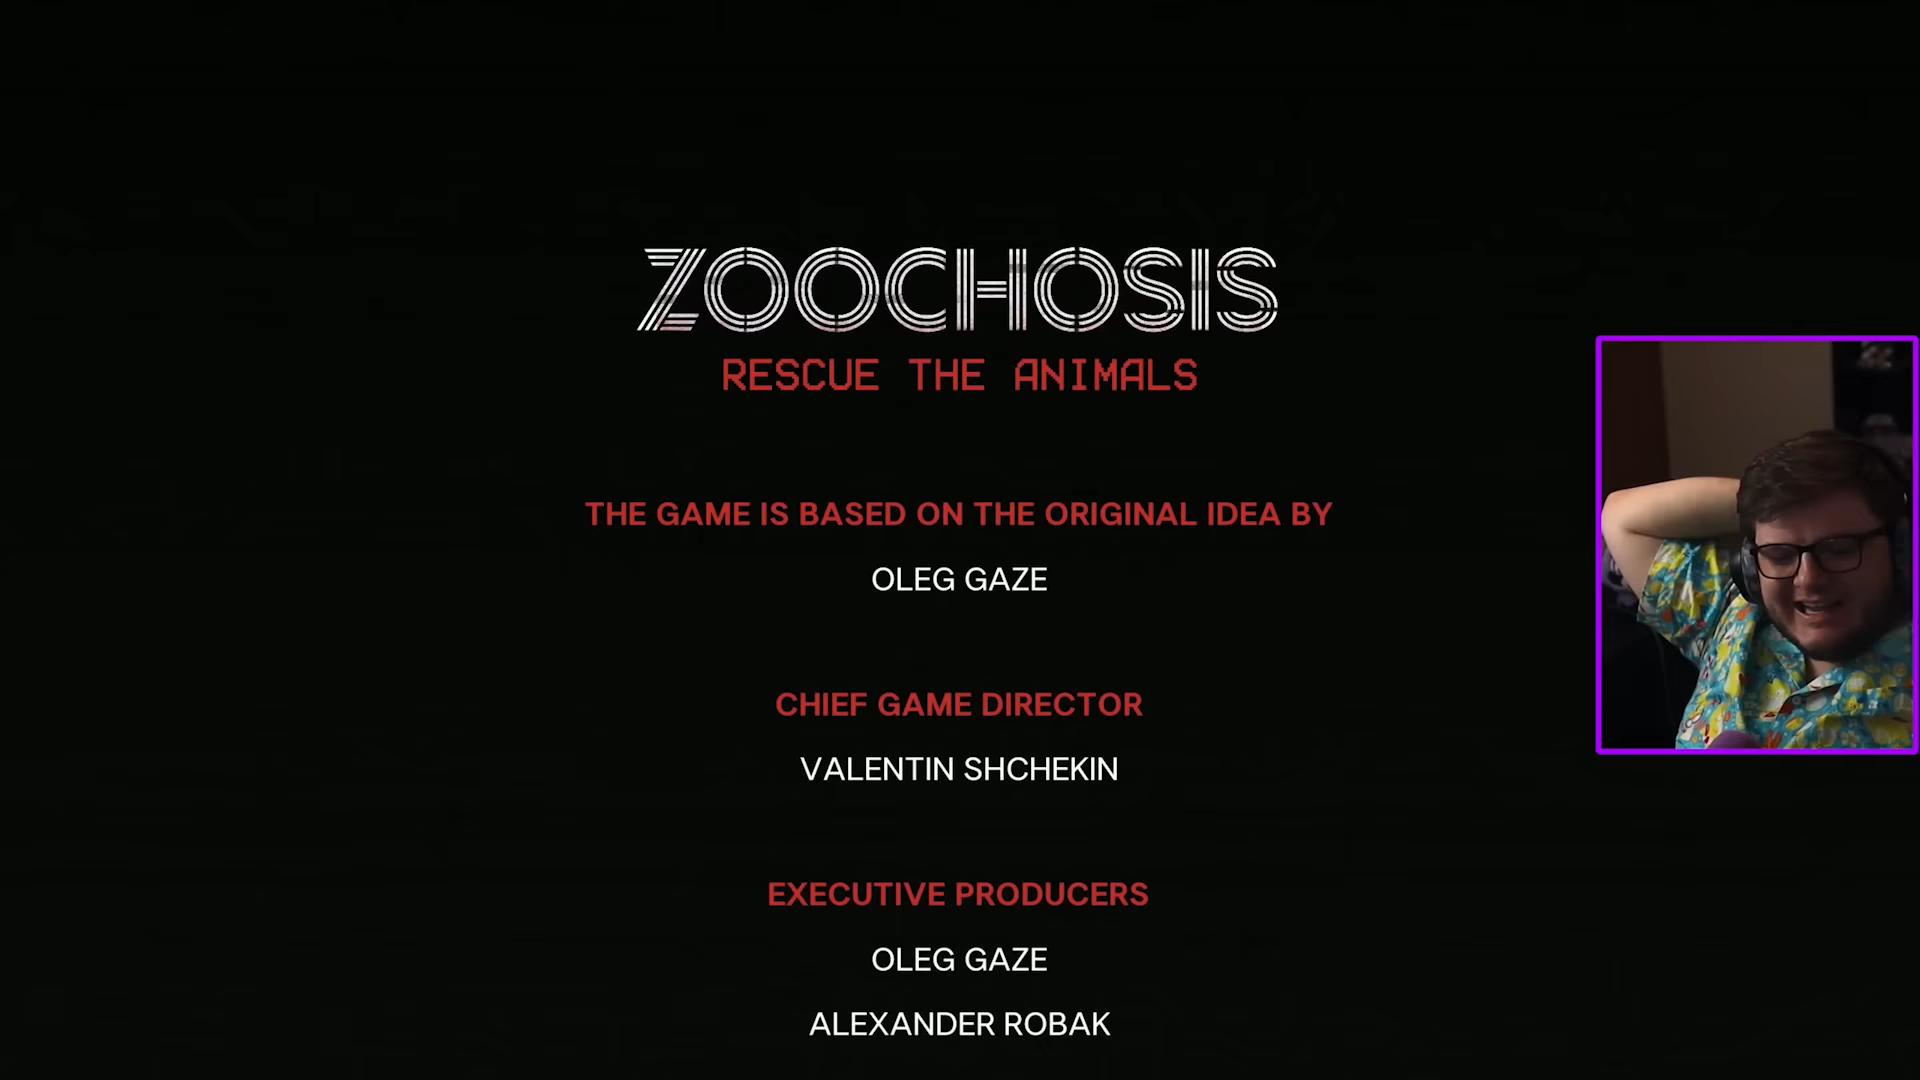 ZOOCHOSIS
RESCUE THE ANIMALS
THE GAME IS BASED ON THE ORIGINAL IDEA BY
OLEG GAZE
CHIEF GAME DIRECTOR
VALENTIN SHCHEKIN
EXECUTIVE PRODUCERS
OLEG GAZE
ALEXANDER ROBAK